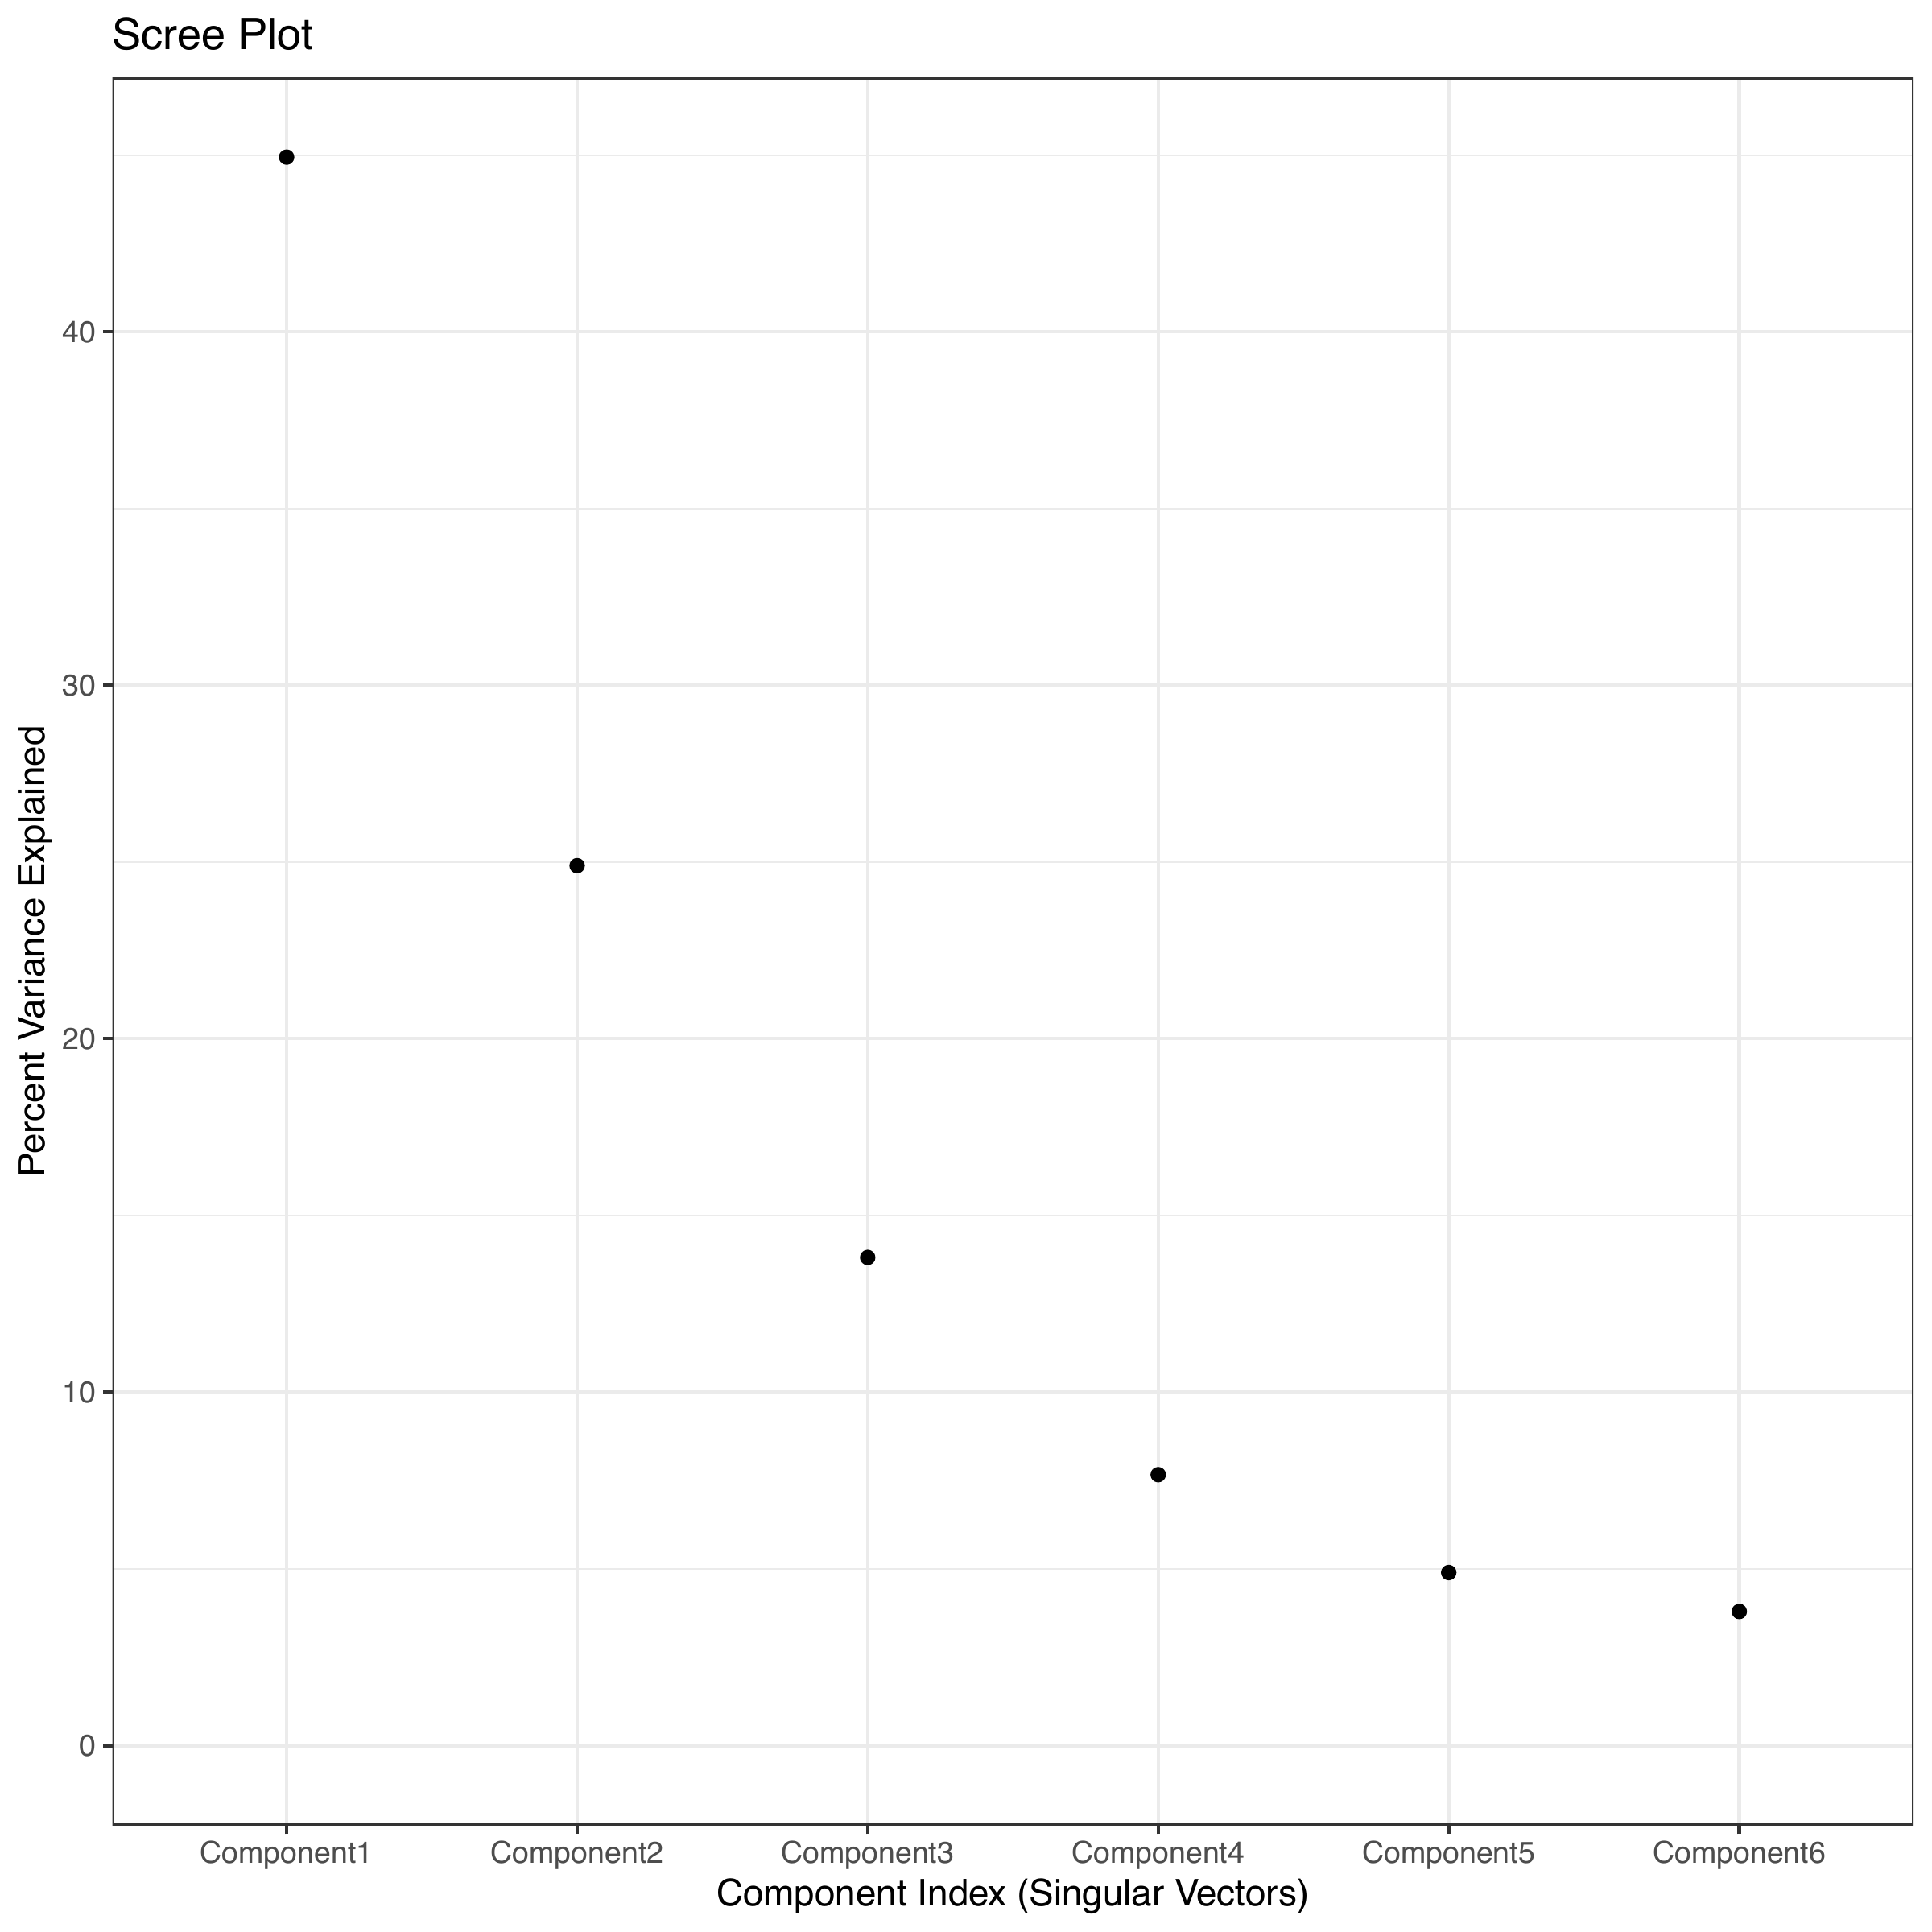 Scree Plot
Percent Variance Explained
40
30
20
10
0
Component1 Component2 Component3 Component4 Component5 Component6
Component Index (Singular Vectors)